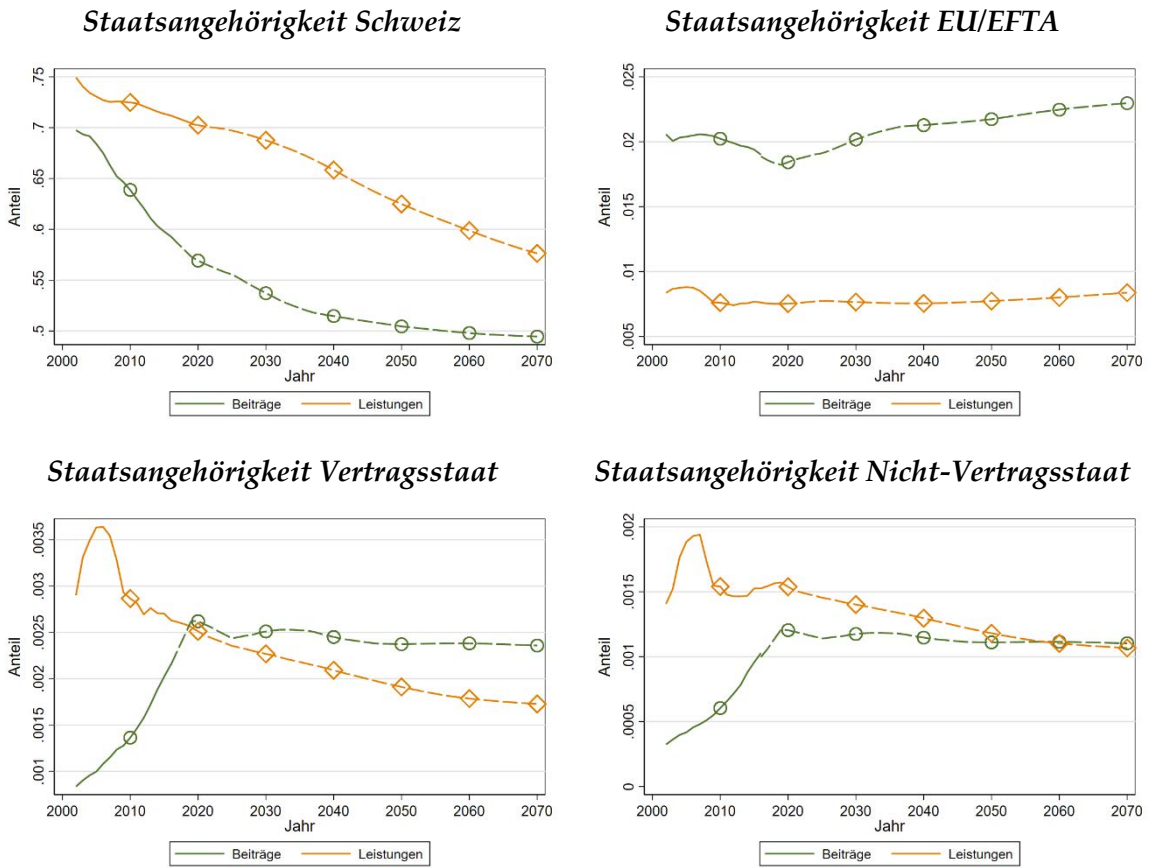 Staatsangehörigkeit Schweiz
Anteil
.75
.7
.65
.6
.55
.5
2000 2010 2020 2030 2040 2050 2060 2070
Jahr
Beiträge Leistungen
Staatsangehörigkeit EU/EFTA
Anteil
.025
.02
.015
.01
.005
2000 2010 2020 2030 2040 2050 2060 2070
Jahr
Beiträge Leistungen
Staatsangehörigkeit Vertragsstaat
Anteil
.0035
.003
.0025
.002
.0015
.001
2000 2010 2020 2030 2040 2050 2060 2070
Jahr
Beiträge Leistungen
Staatsangehörigkeit Nicht-Vertragsstaat
Anteil
.002
.0015
.001
.0005
0
2000 2010 2020 2030 2040 2050 2060 2070
Jahr
Beiträge Leistungen